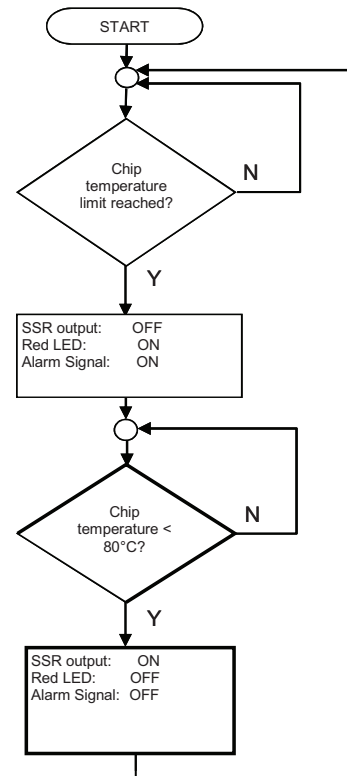 START
Chip
temperature
limit reached?
N
Y
SSR output: OFF
Red LED: ON
Alarm Signal: ON
Chip
temperature <
80°C?
N
Y
SSR output: ON
Red LED: OFF
Alarm Signal: OFF